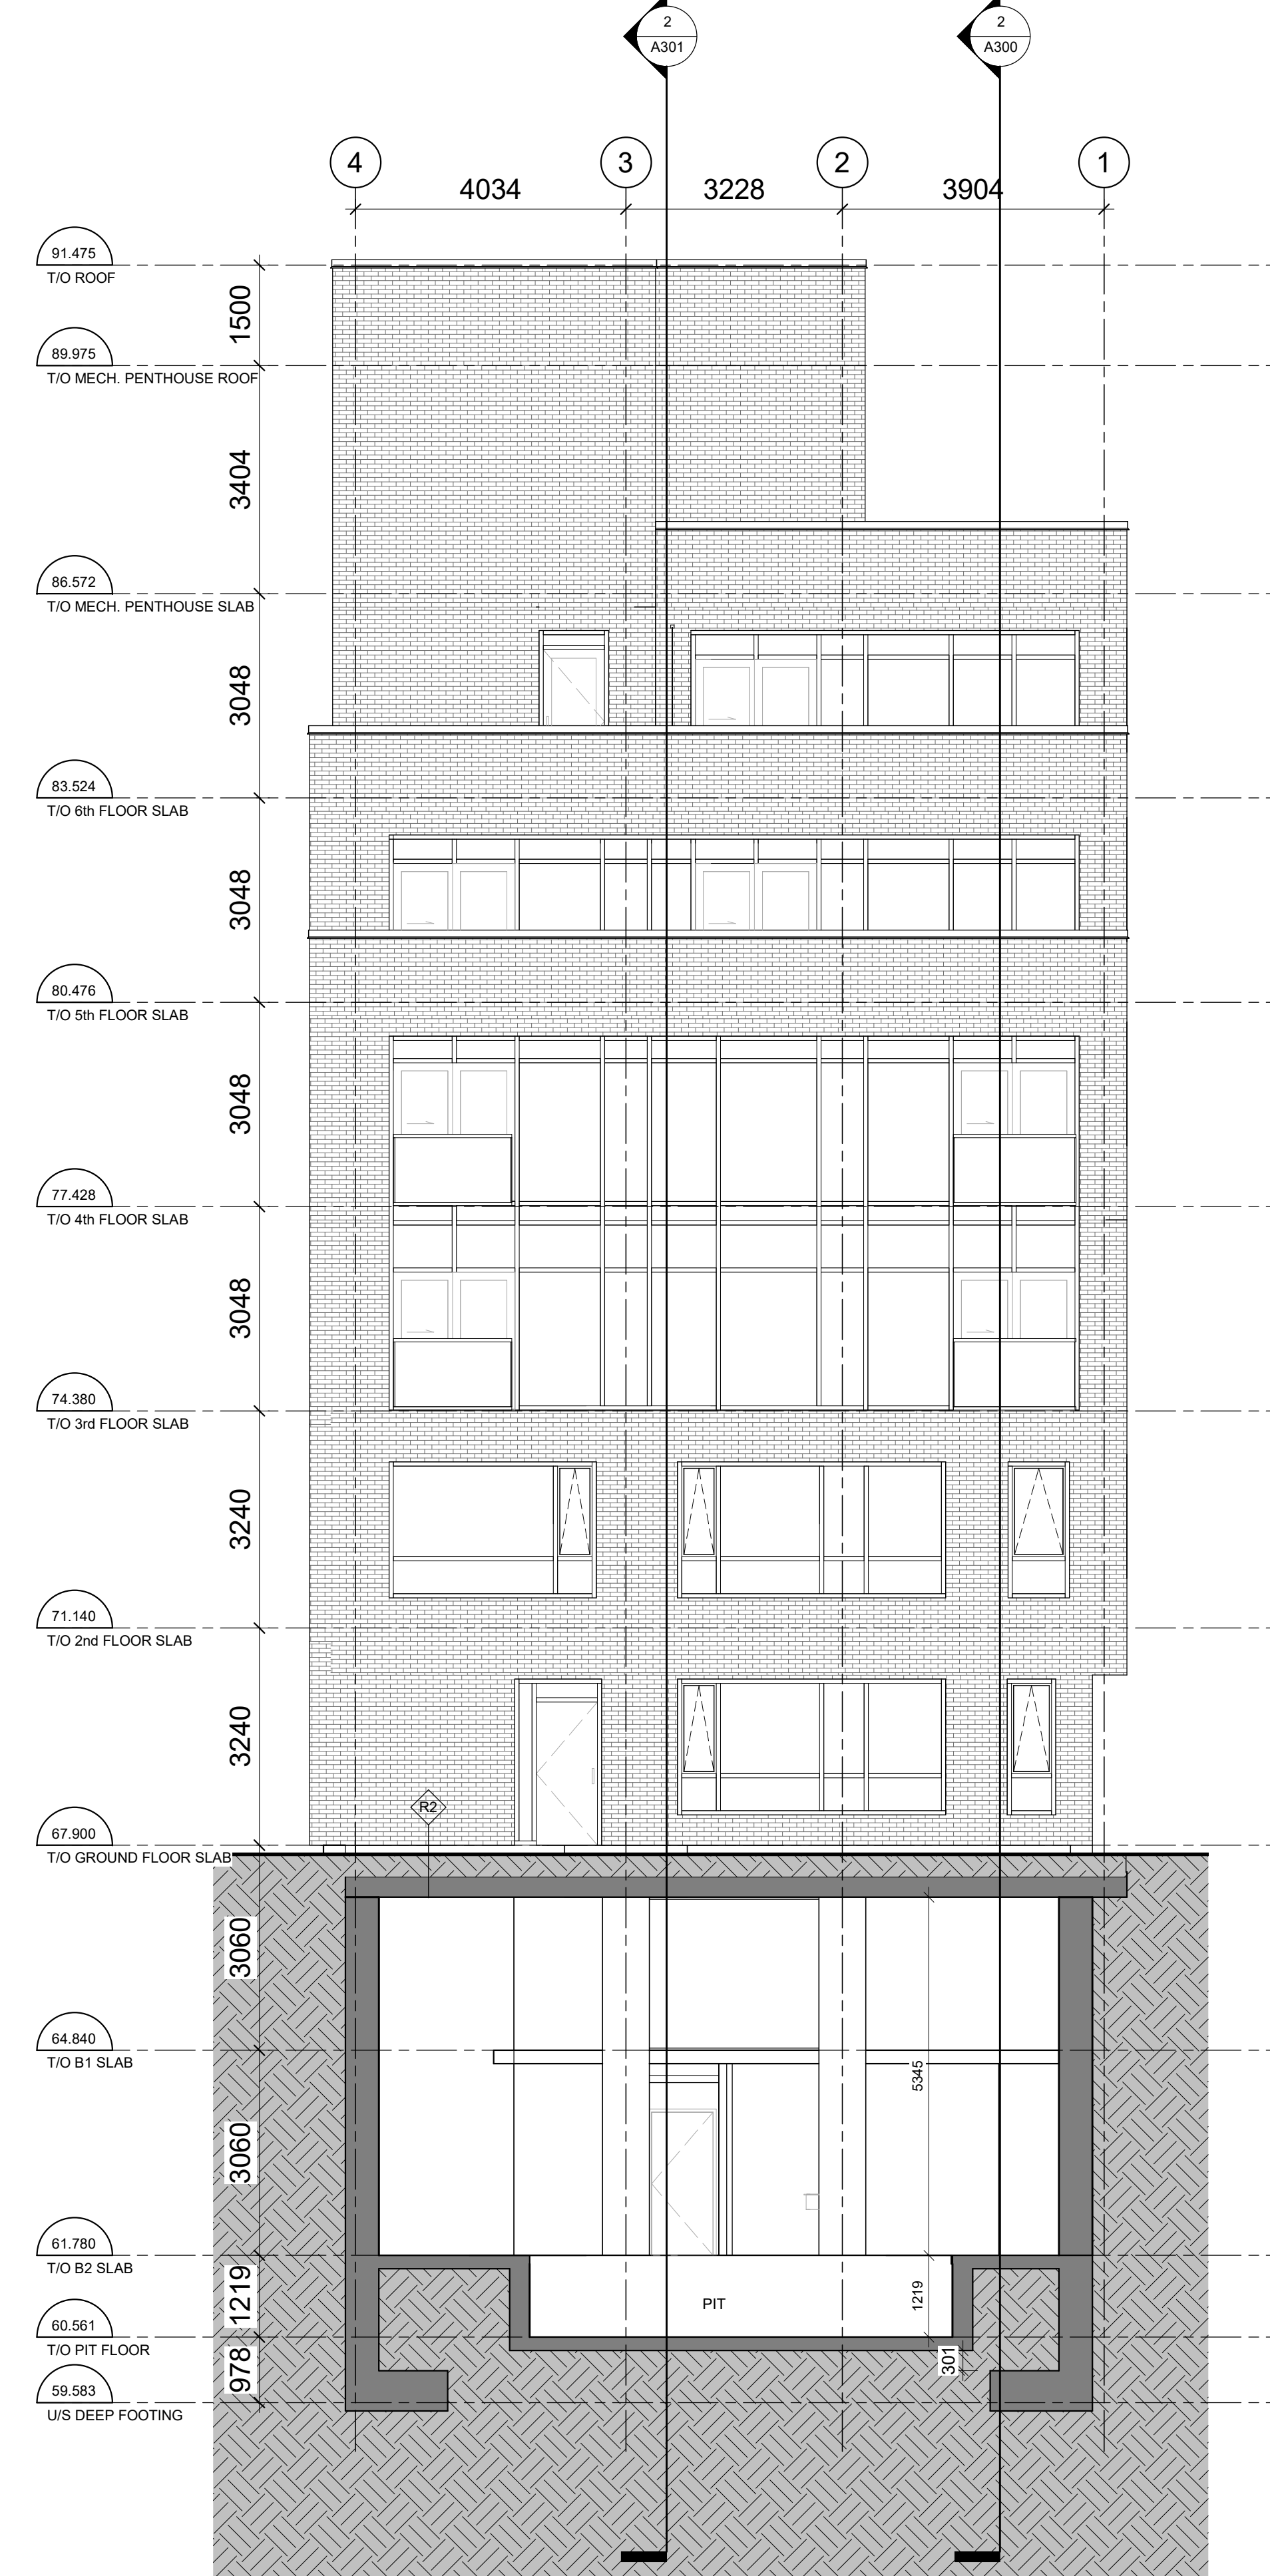 2
A301
2
A300
4
3
2
1
4034
3228
3904
91.475
T/O ROOF
1500
89.975
T/O MECH. PENTHOUSE ROOF
3404
86.572
T/O MECH. PENTHOUSE SLAB
3048
83.524
T/O 6th FLOOR SLAB
3048
80.476
T/O 5th FLOOR SLAB
3048
77.428
T/O 4th FLOOR SLAB
3048
74.380
T/O 3rd FLOOR SLAB
3240
71.140
T/O 2nd FLOOR SLAB
3240
R2
67.900
T/O GROUND FLOOR SLAB
3060
64.840
T/O B1 SLAB
5345
3060
61.780
T/O B2 SLAB
1219
PIT
1219
60.561
T/O PIT FLOOR
978
301
59.583
U/S DEEP FOOTING